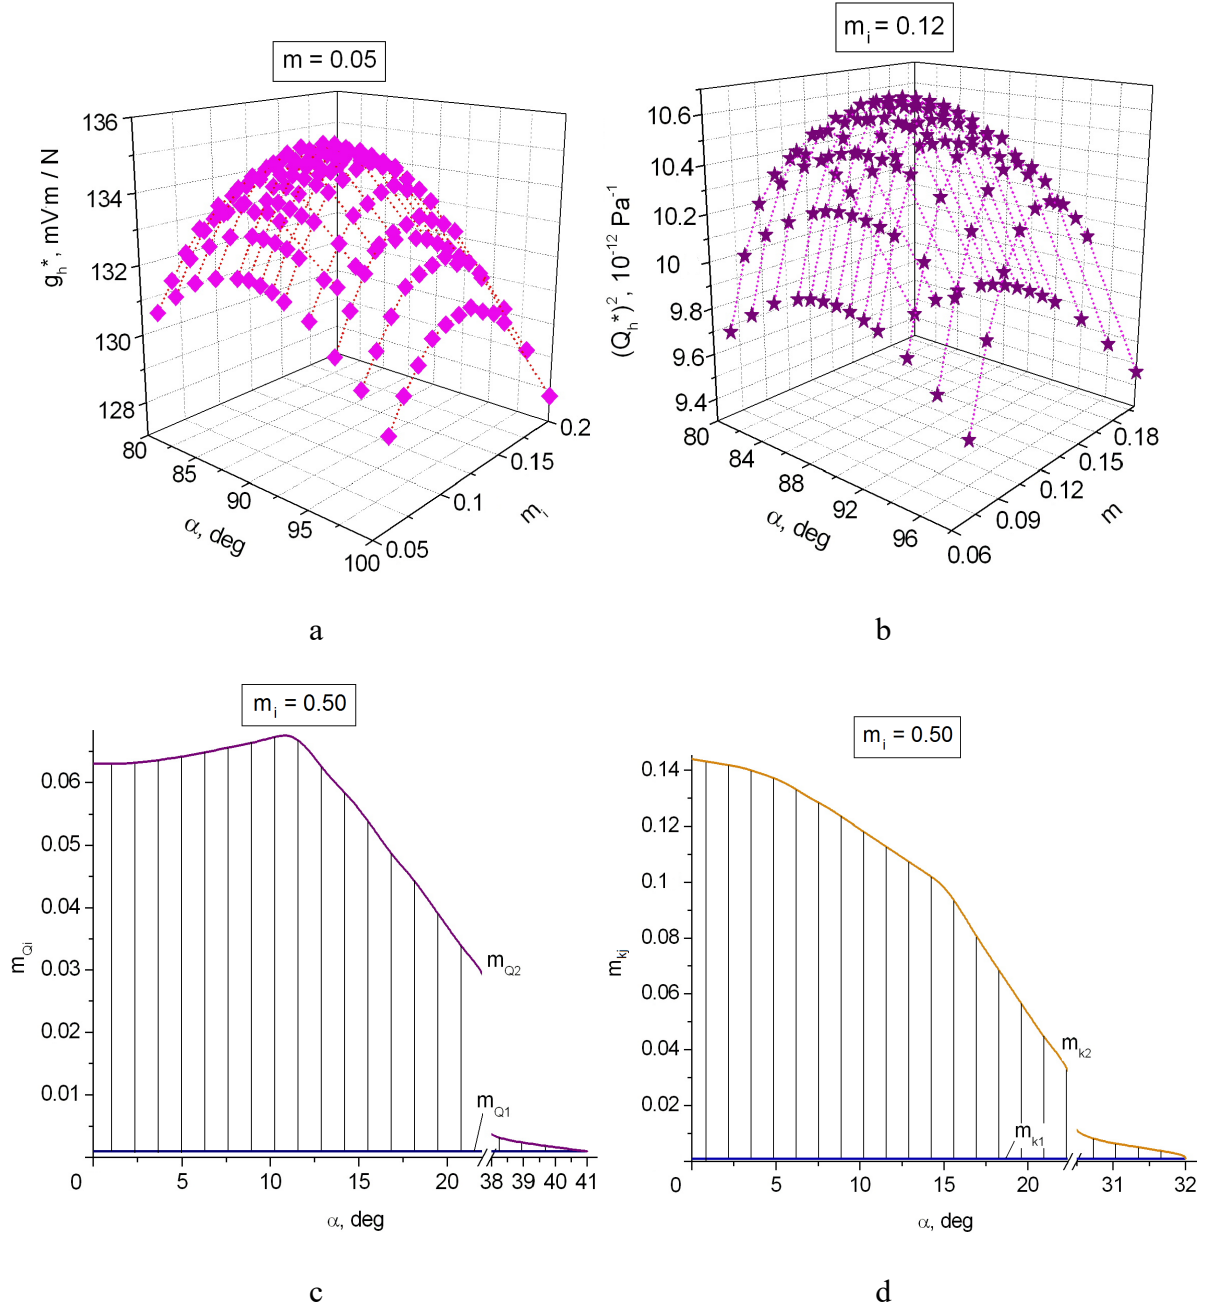 m = 0.05
136
134
132
130
128
g_h*, mVm / N
80
85
90
95
100
α, deg
0.05
0.1
0.15
0.2
m_i
a
m_i = 0.12
10.6
10.4
10.2
10
9.8
9.6
9.4
(Q_h*)^2, 10^-12 Pa^-1
80
84
88
92
96
α, deg
0.06
0.09
0.12
0.15
0.18
m
b
m_i = 0.50
0.06
0.05
0.04
0.03
0.02
0.01
m_Qi
m_Q2
m_Q1
0 5 10 15 20 38 39 40 41
α, deg
c
m_i = 0.50
0.14
0.12
0.1
0.08
0.06
0.04
0.02
m_kj
m_k2
m_k1
0 5 10 15 20 31 32
α, deg
d